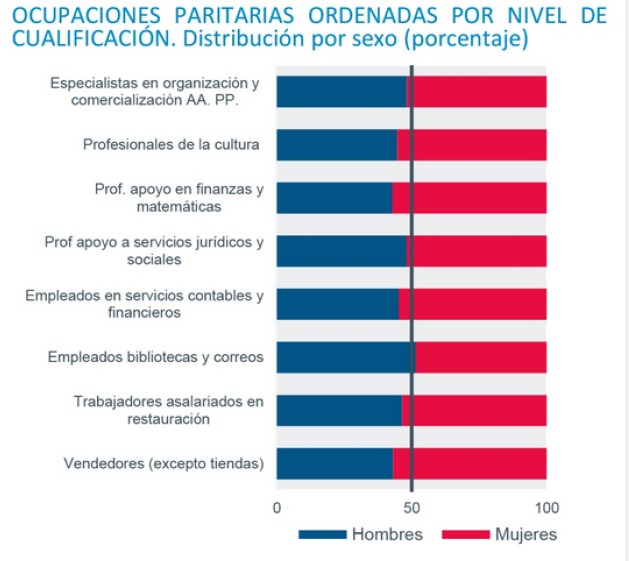 OCUPACIONES PARITARIAS ORDENADAS POR NIVEL DE
CUALIFICACIÓN. Distribución por sexo (porcentaje)
Especialistas en organización y
comercialización AA. PP.
Profesionales de la cultura
Prof. apoyo en finanzas y
matemáticas
Prof apoyo a servicios jurídicos y
sociales
Empleados en servicios contables y
financieros
Empleados bibliotecas y correos
Trabajadores asalariados en
restauración
Vendedores (excepto tiendas)
0 50 100
Hombres Mujeres